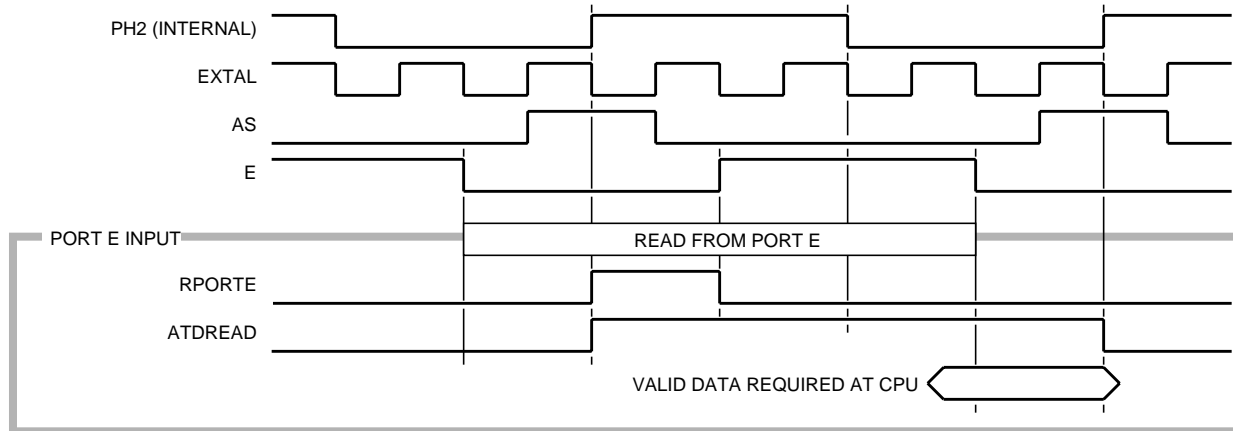 PH2 (INTERNAL)
EXTAL
AS
E
PORT E INPUT
READ FROM PORT E
RPORTE
ATDREAD
VALID DATA REQUIRED AT CPU